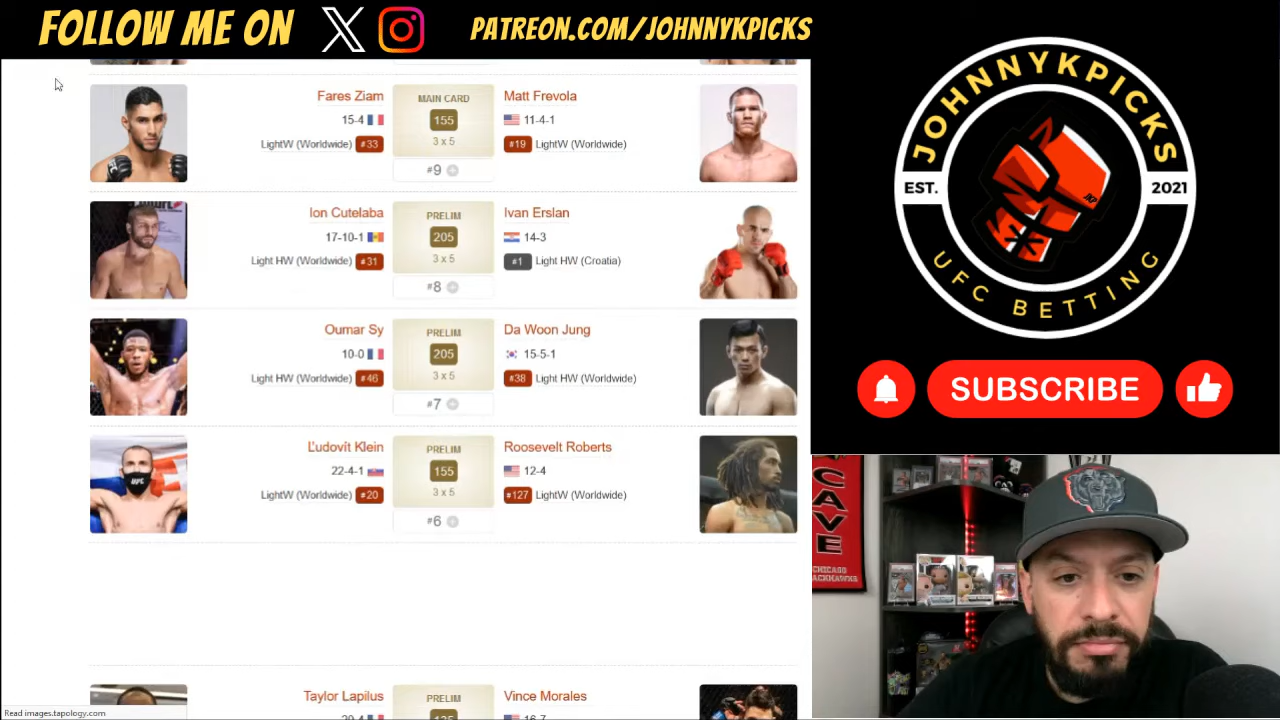 FOLLOW ME ON
PATREON.COM/JOHNNYKPICKS
Fares Ziam
15-4
LightW (Worldwide) #33
MAIN CARD
155
3 x 5
#9
Matt Frevola
11-4-1
#19 LightW (Worldwide)
Ion Cutelaba
17-10-1
Light HW (Worldwide) #31
PRELIM
205
3 x 5
#8
Ivan Erslan
14-3
#1 Light HW (Croatia)
Oumar Sy
10-0
Light HW (Worldwide) #46
PRELIM
205
3 x 5
#7
Da Woon Jung
15-5-1
#38 Light HW (Worldwide)
Ľudovít Klein
22-4-1
LightW (Worldwide) #20
PRELIM
155
3 x 5
#6
Roosevelt Roberts
12-4
#127 LightW (Worldwide)
Taylor Lapilus
PRELIM
Vince Morales
Read images.tapology.com
JOHNNYKPICKS
EST.
2021
JKP
UFC BETTING
SUBSCRIBE
CAVE
CHICAGO
BLACKHAWKS
UFC